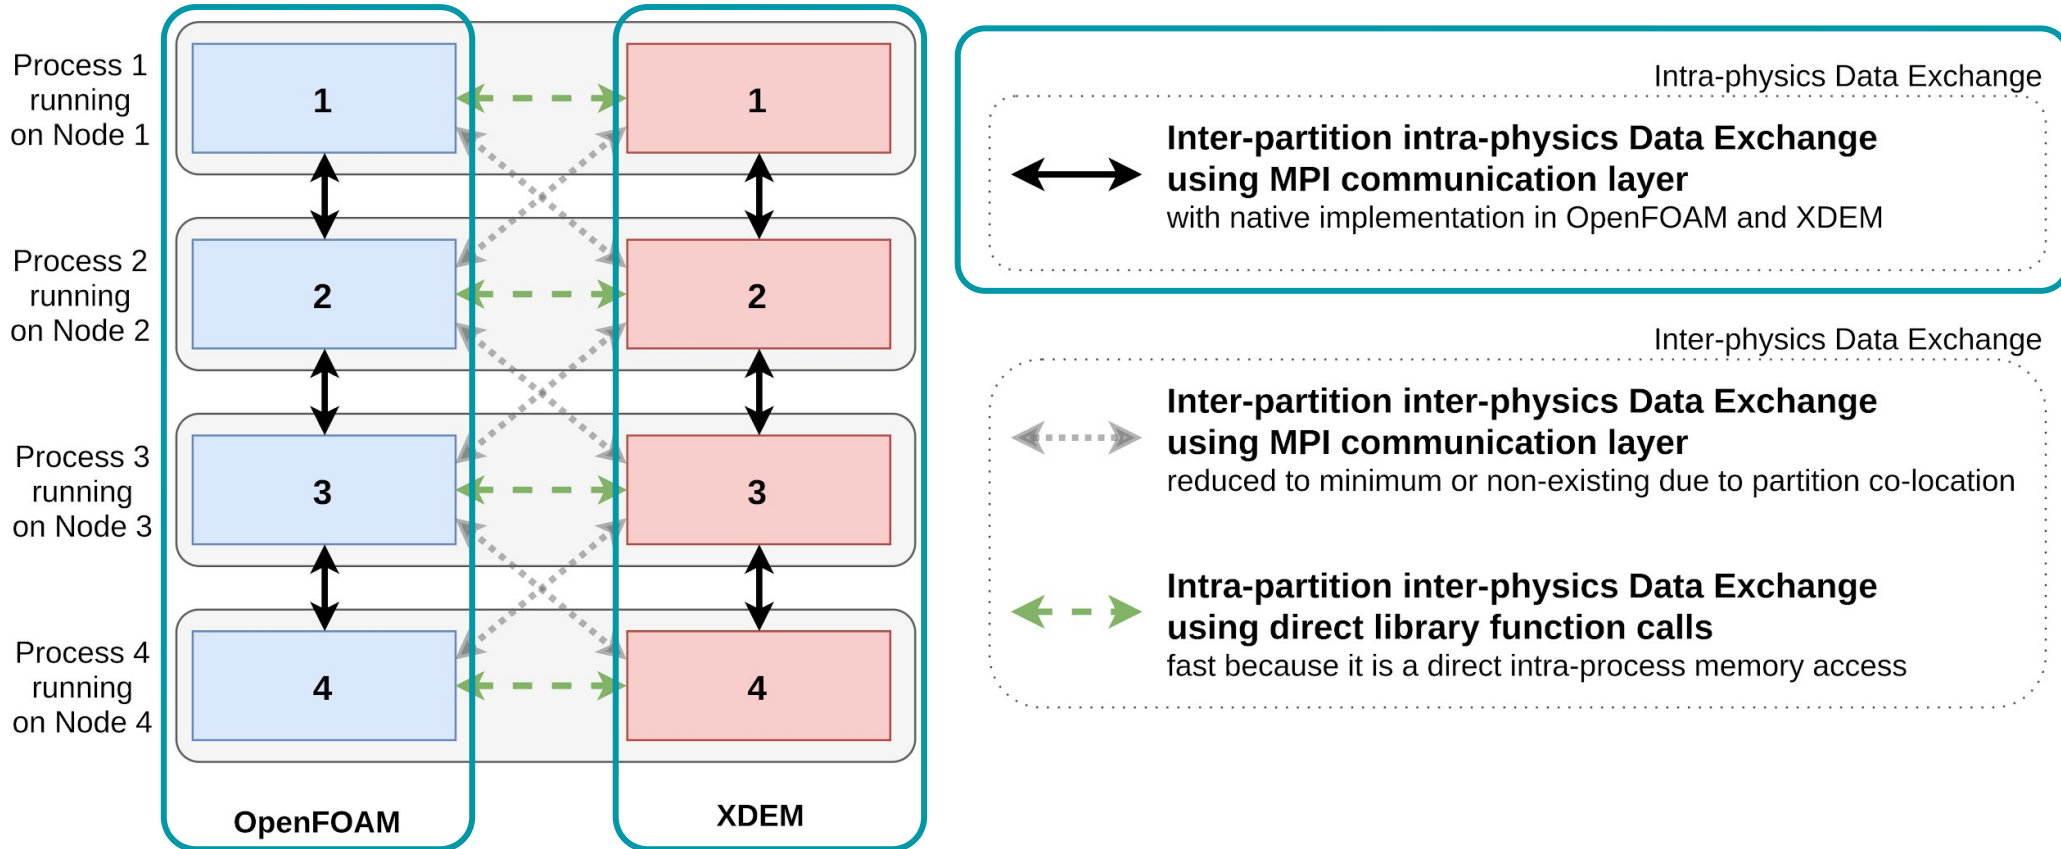 Process 1
running
on Node 1
1
1
Process 2
running
on Node 2
2
2
Process 3
running
on Node 3
3
3
Process 4
running
on Node 4
4
4
OpenFOAM
XDEM
Intra-physics Data Exchange
Inter-partition intra-physics Data Exchange
using MPI communication layer
with native implementation in OpenFOAM and XDEM
Inter-physics Data Exchange
Inter-partition inter-physics Data Exchange
using MPI communication layer
reduced to minimum or non-existing due to partition co-location
Intra-partition inter-physics Data Exchange
using direct library function calls
fast because it is a direct intra-process memory access